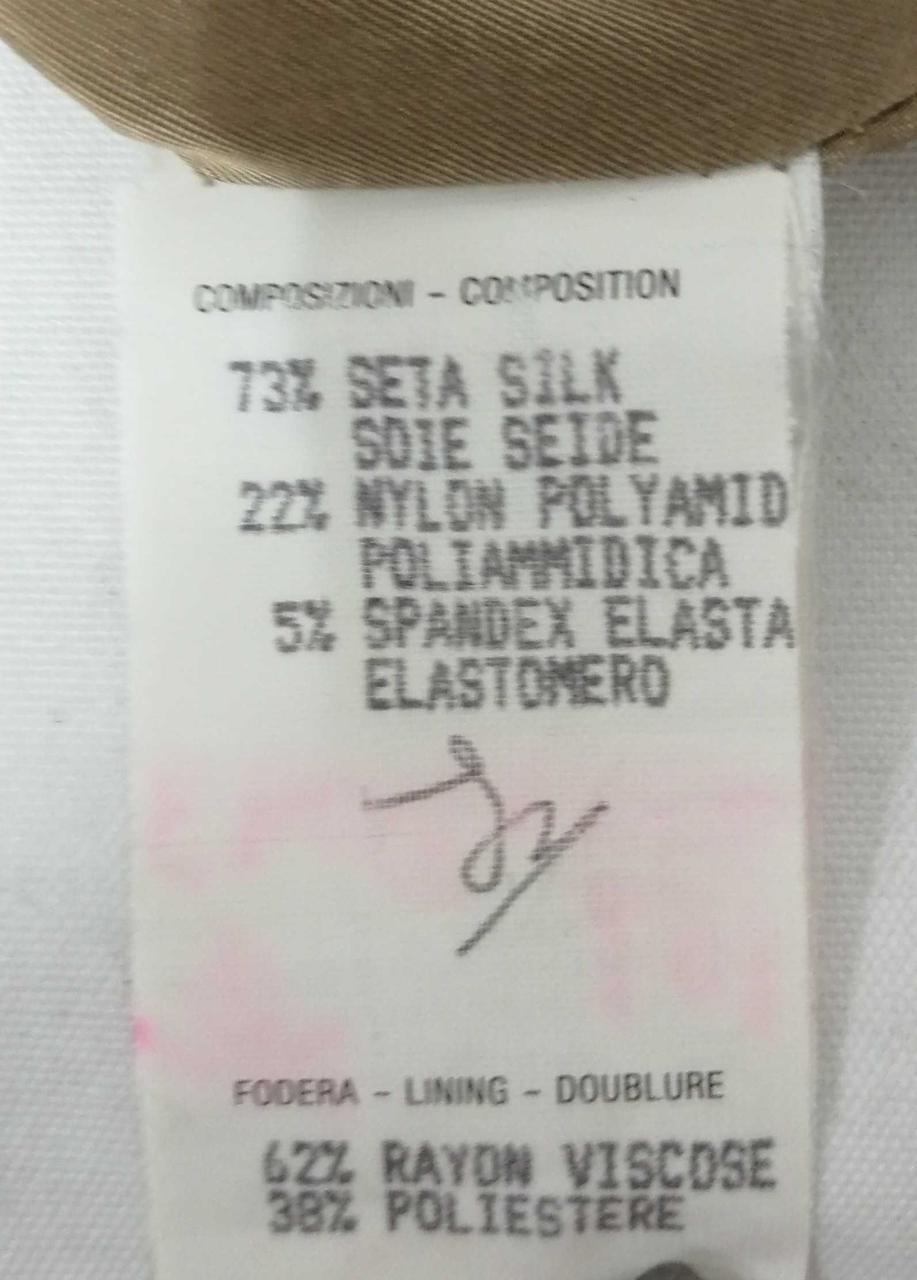 COMPOSIZIONI - COMPOSITION
73% SETA SILK
SOIE SEIDE
22% NYLON POLYAMID
POLIAMMIDICA
5% SPANDEX ELASTA
ELASTOMERO
FODERA - LINING - DOUBLURE
62% RAYON VISCOSE
38% POLIESTERE